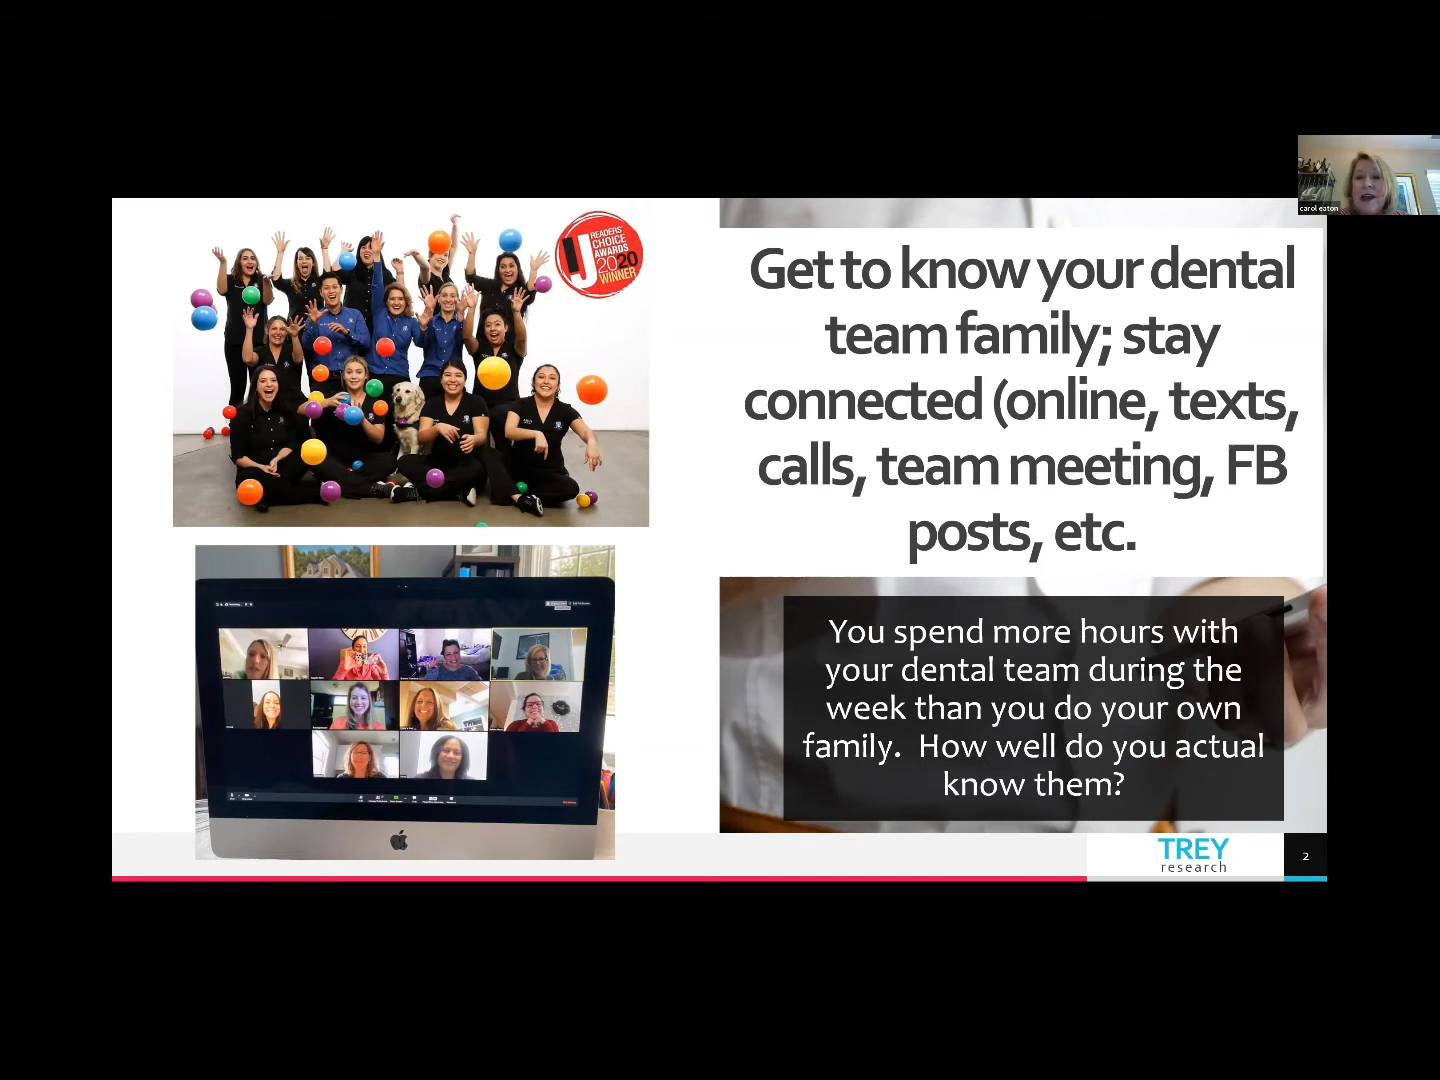 carol eaton
READERS'
CHOICE
AWARDS
2020
WINNER
IJ
Get to know your dental
team family; stay
connected (online, texts,
calls, team meeting, FB
posts, etc.
You spend more hours with
your dental team during the
week than you do your own
family.  How well do you actual
know them?
TREY
research
2